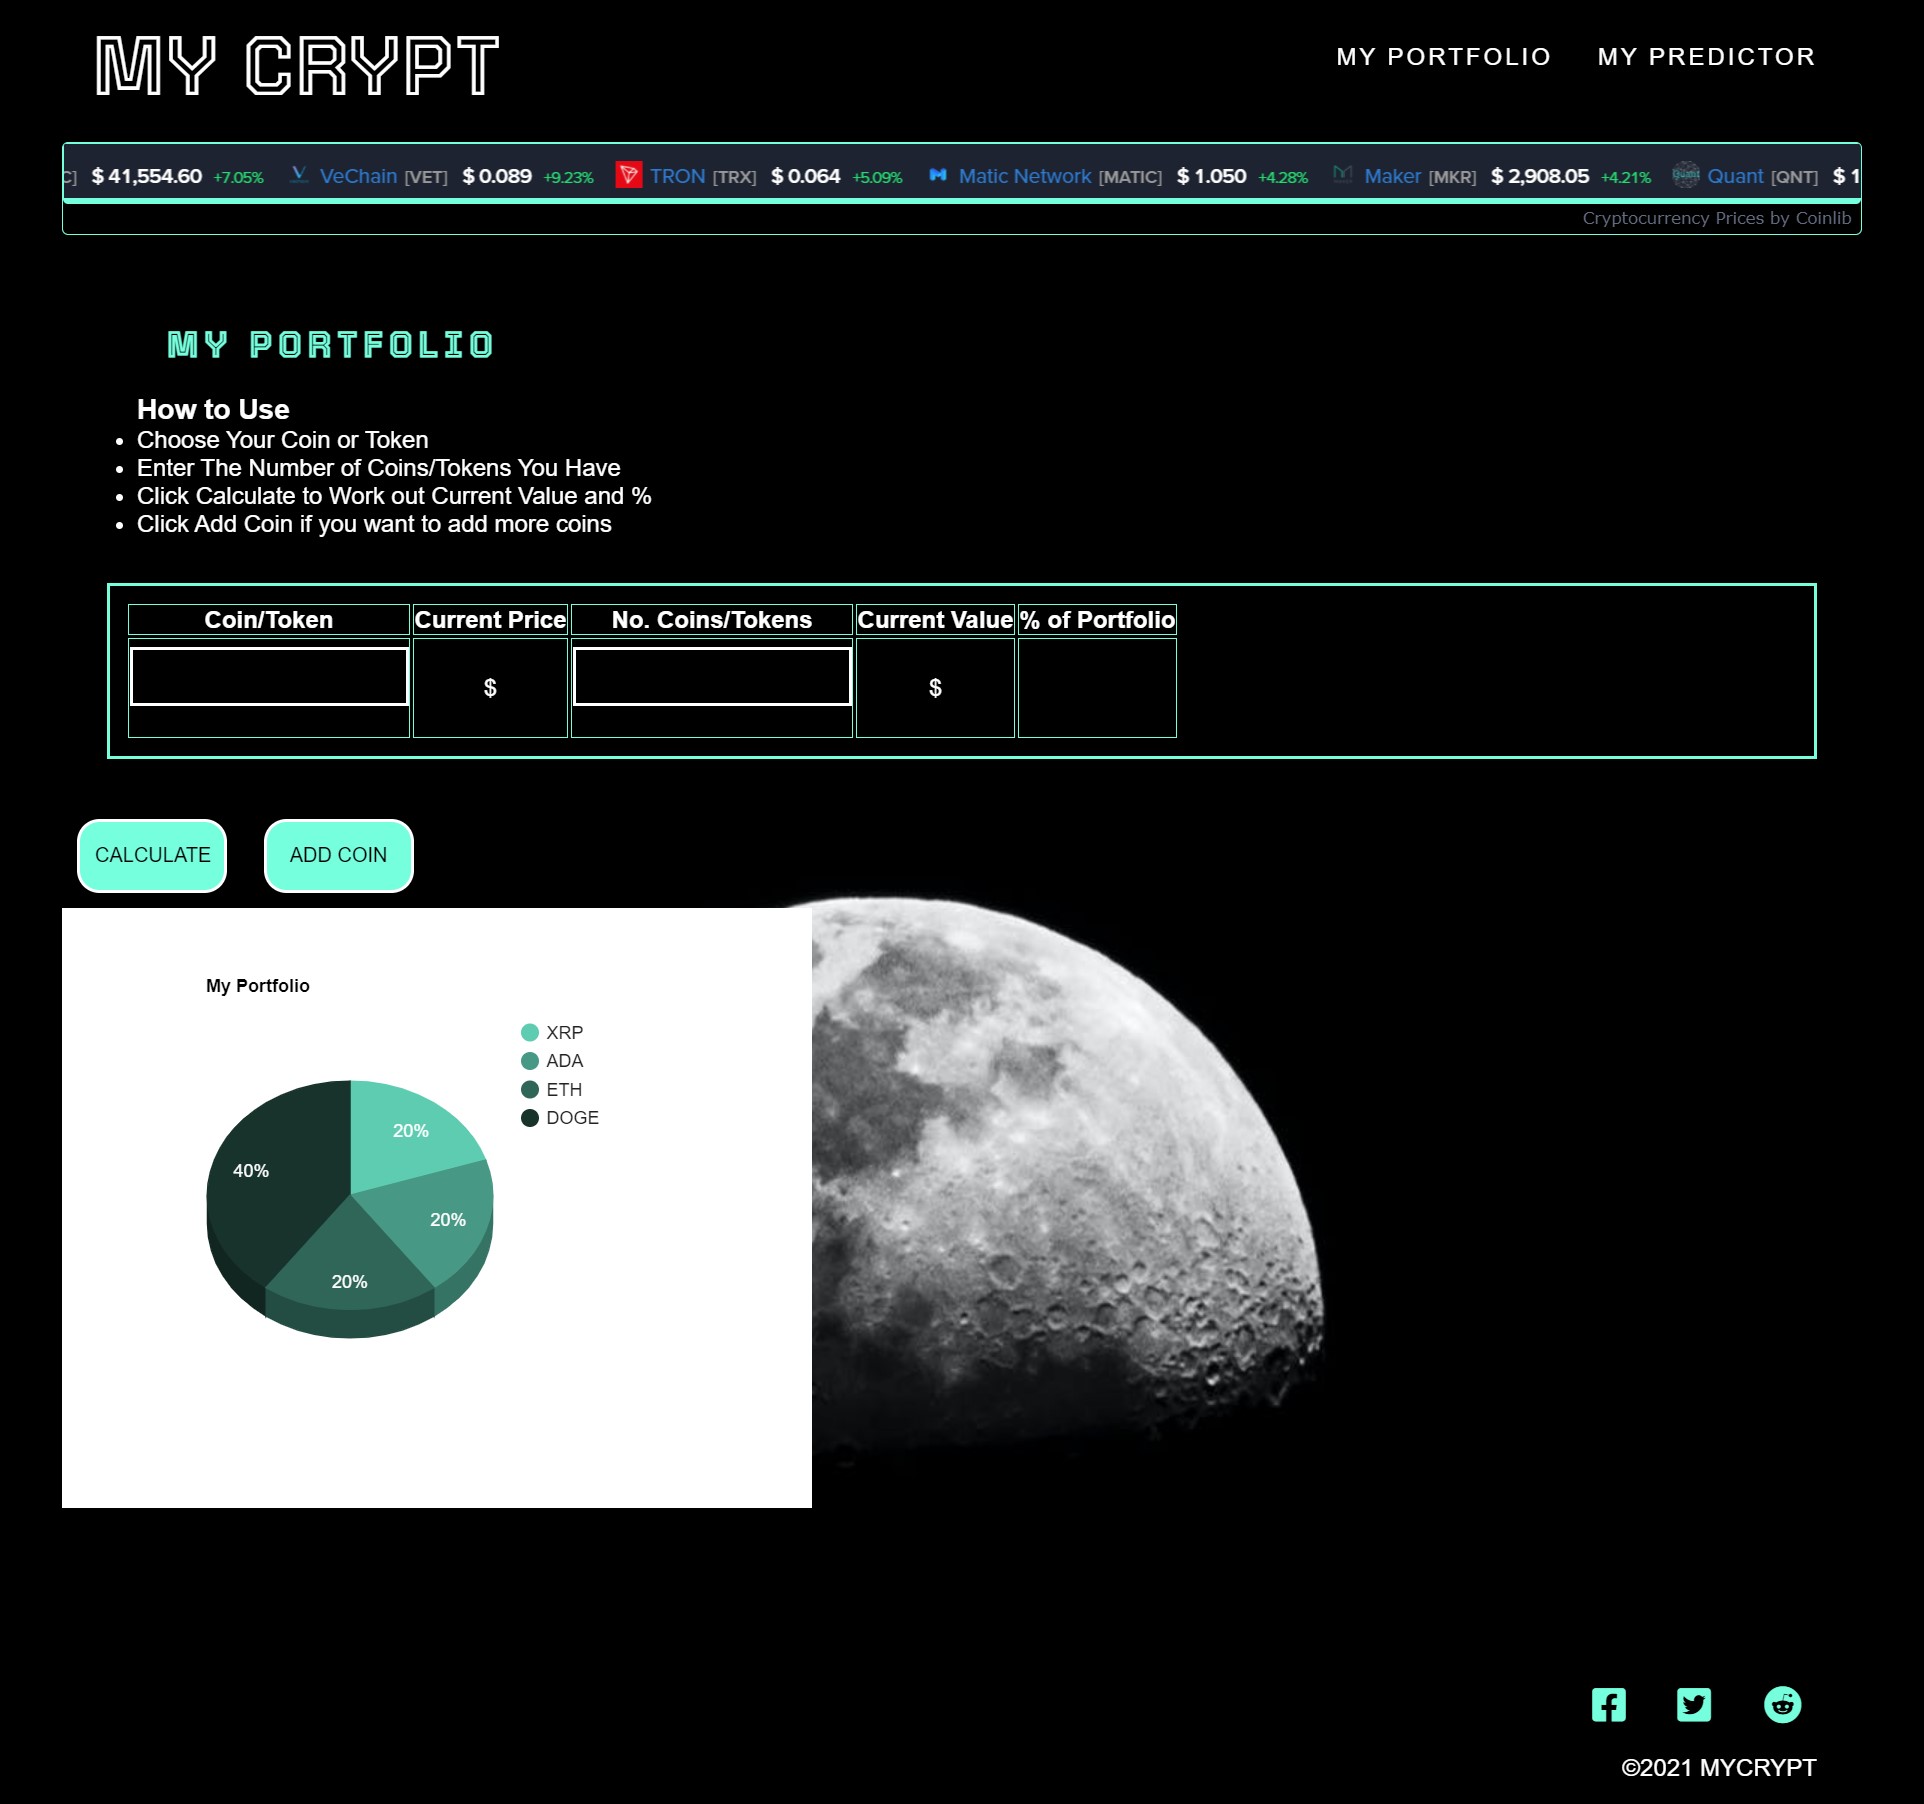 MY CRYPT
MY PORTFOLIO MY PREDICTOR
C] $ 41,554.60 +7.05% VeChain [VET] $ 0.089 +9.23% TRON [TRX] $ 0.064 +5.09% Matic Network [MATIC] $ 1.050 +4.28% Maker [MKR] $ 2,908.05 +4.21% Quant [QNT] $ 1
Cryptocurrency Prices by Coinlib
MY PORTFOLIO
How to Use
• Choose Your Coin or Token
• Enter The Number of Coins/Tokens You Have
• Click Calculate to Work out Current Value and %
• Click Add Coin if you want to add more coins
Coin/Token Current Price No. Coins/Tokens Current Value % of Portfolio
$ $
CALCULATE ADD COIN
My Portfolio
XRP
ADA
ETH
DOGE
20%
40%
20%
20%
©2021 MYCRYPT